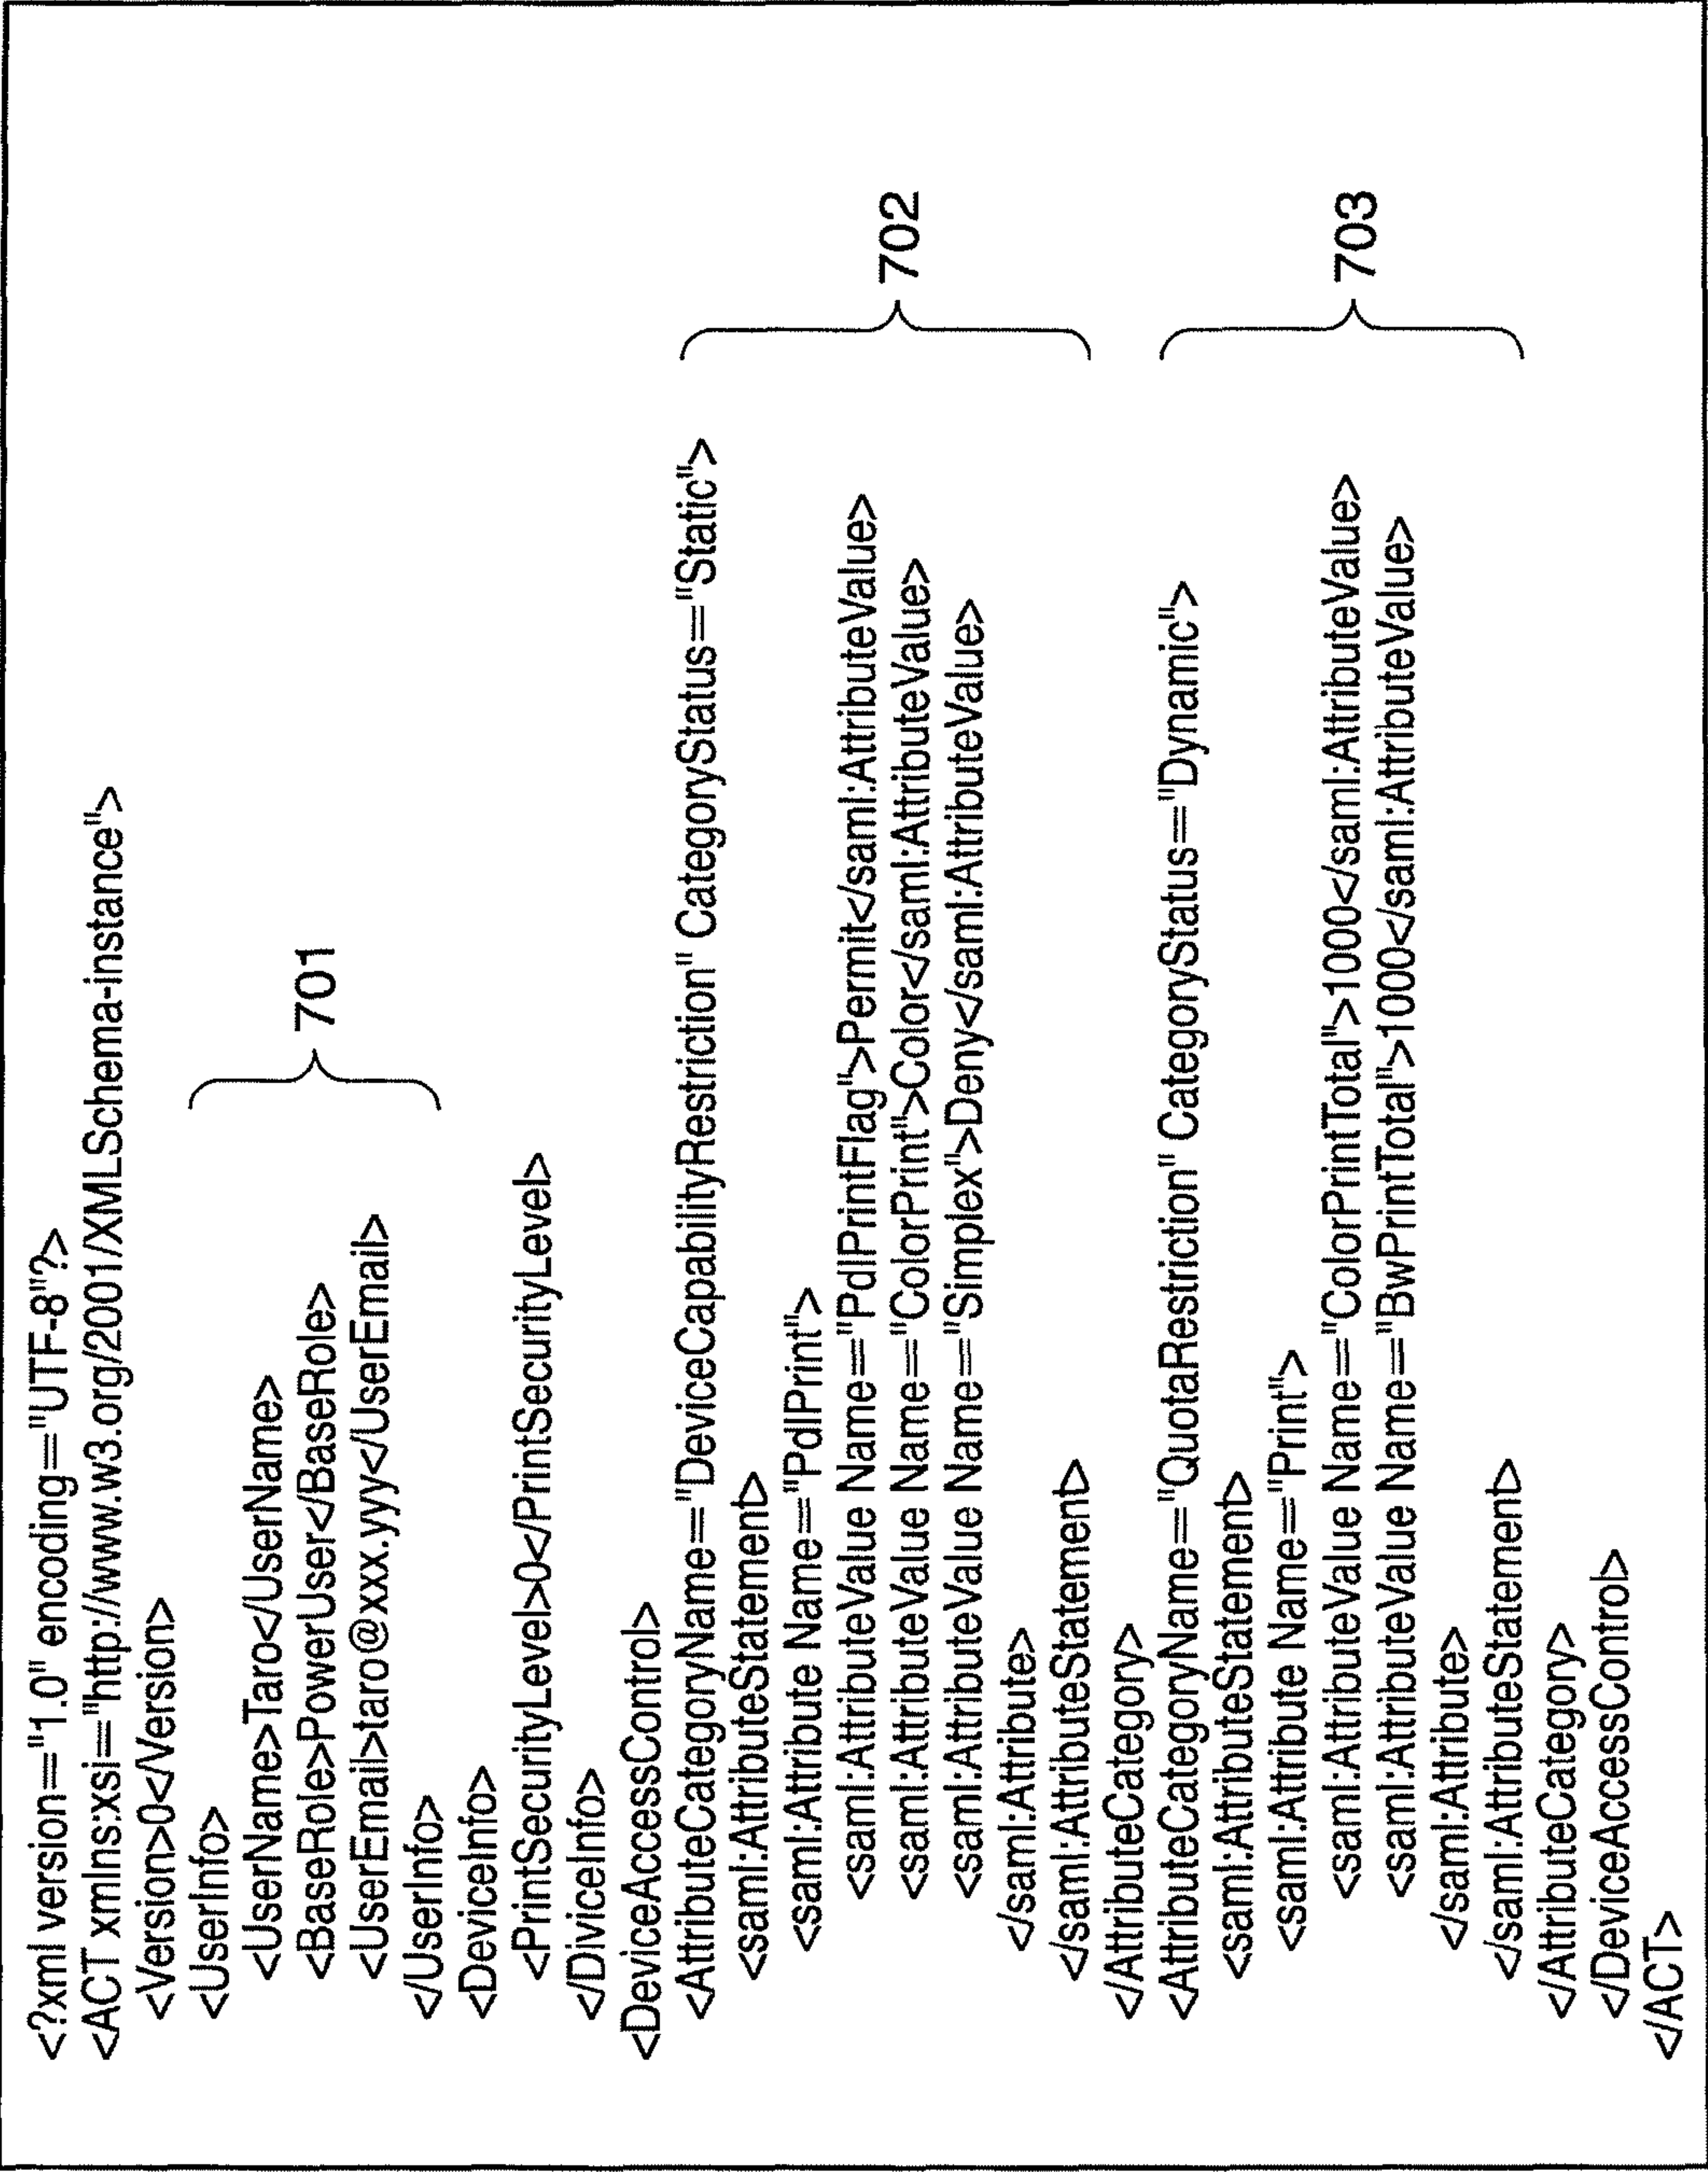 <?xml version="1.0" encoding="UTF-8"?>
<ACT xmlns:xsi="http://www.w3.org/2001/XMLSchema-instance">
<Version>0</Version>
<UserInfo>
<UserName>Taro</UserName>
<BaseRole>PowerUser</BaseRole>
<UserEmail>taro@xxx.yyy</UserEmail>
</UserInfo>
701
<DeviceInfo>
<PrintSecurityLevel>0</PrintSecurityLevel>
</DiviceInfo>
<DeviceAccessControl>
<AttributeCategoryName="DeviceCapabilityRestriction" CategoryStatus="Static">
<saml:AttributeStatement>
<saml:Attribute Name="PdlPrint">
<saml:AttributeValue Name="PdlPrintFlag">Permit</saml:AttributeValue>
<saml:AttributeValue Name="ColorPrint">Color</saml:AttributeValue>
<saml:AttributeValue Name="Simplex">Deny</saml:AttributeValue>
</saml:Attribute>
</saml:AttributeStatement>
702
</AttributeCategory>
<AttributeCategoryName="QuotaRestriction" CategoryStatus="Dynamic">
<saml:AttributeStatement>
<saml:Attribute Name="Print">
<saml:AttributeValue Name="ColorPrintTotal">1000</saml:AttributeValue>
<saml:AttributeValue Name="BwPrintTotal">1000</saml:AttributeValue>
</saml:Attribute>
</saml:AttributeStatement>
703
</AttributeCategory>
</DeviceAccessControl>
</ACT>